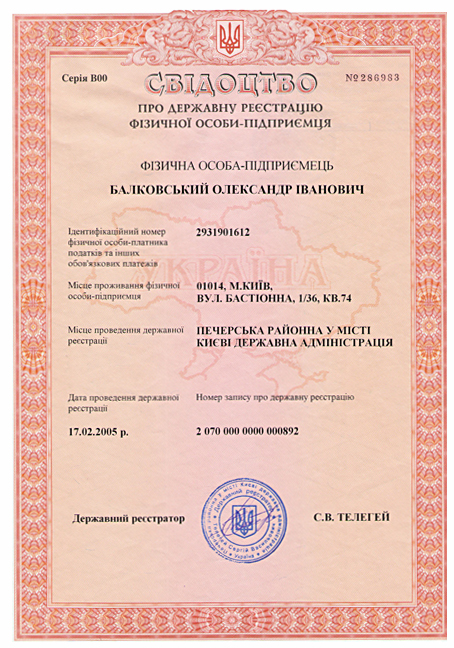 Серія В00
№286983
СВІДОЦТВО
ПРО ДЕРЖАВНУ РЕЄСТРАЦІЮ
ФІЗИЧНОЇ ОСОБИ-ПІДПРИЄМЦЯ
ФІЗИЧНА ОСОБА-ПІДПРИЄМЕЦЬ
БАЛКОВСЬКИЙ ОЛЕКСАНДР ІВАНОВИЧ
Ідентифікаційний номер
фізичної особи-платника
податків та інших
обов'язкових платежів
2931901612
УКРАЇНА
Місце проживання фізичної
особи-підприємця
01014, М.КИЇВ,
ВУЛ. БАСТІОННА, 1/36, КВ.74
Місце проведення державної
реєстрації
ПЕЧЕРСЬКА РАЙОННА У МІСТІ
КИЄВІ ДЕРЖАВНА АДМІНІСТРАЦІЯ
Дата проведення державної
реєстрації
Номер запису про державну реєстрацію
17.02.2005 р.
2 070 000 0000 000892
Державний реєстратор
С.В. ТЕЛЕГЕЙ
Державний реєстратор
Україна